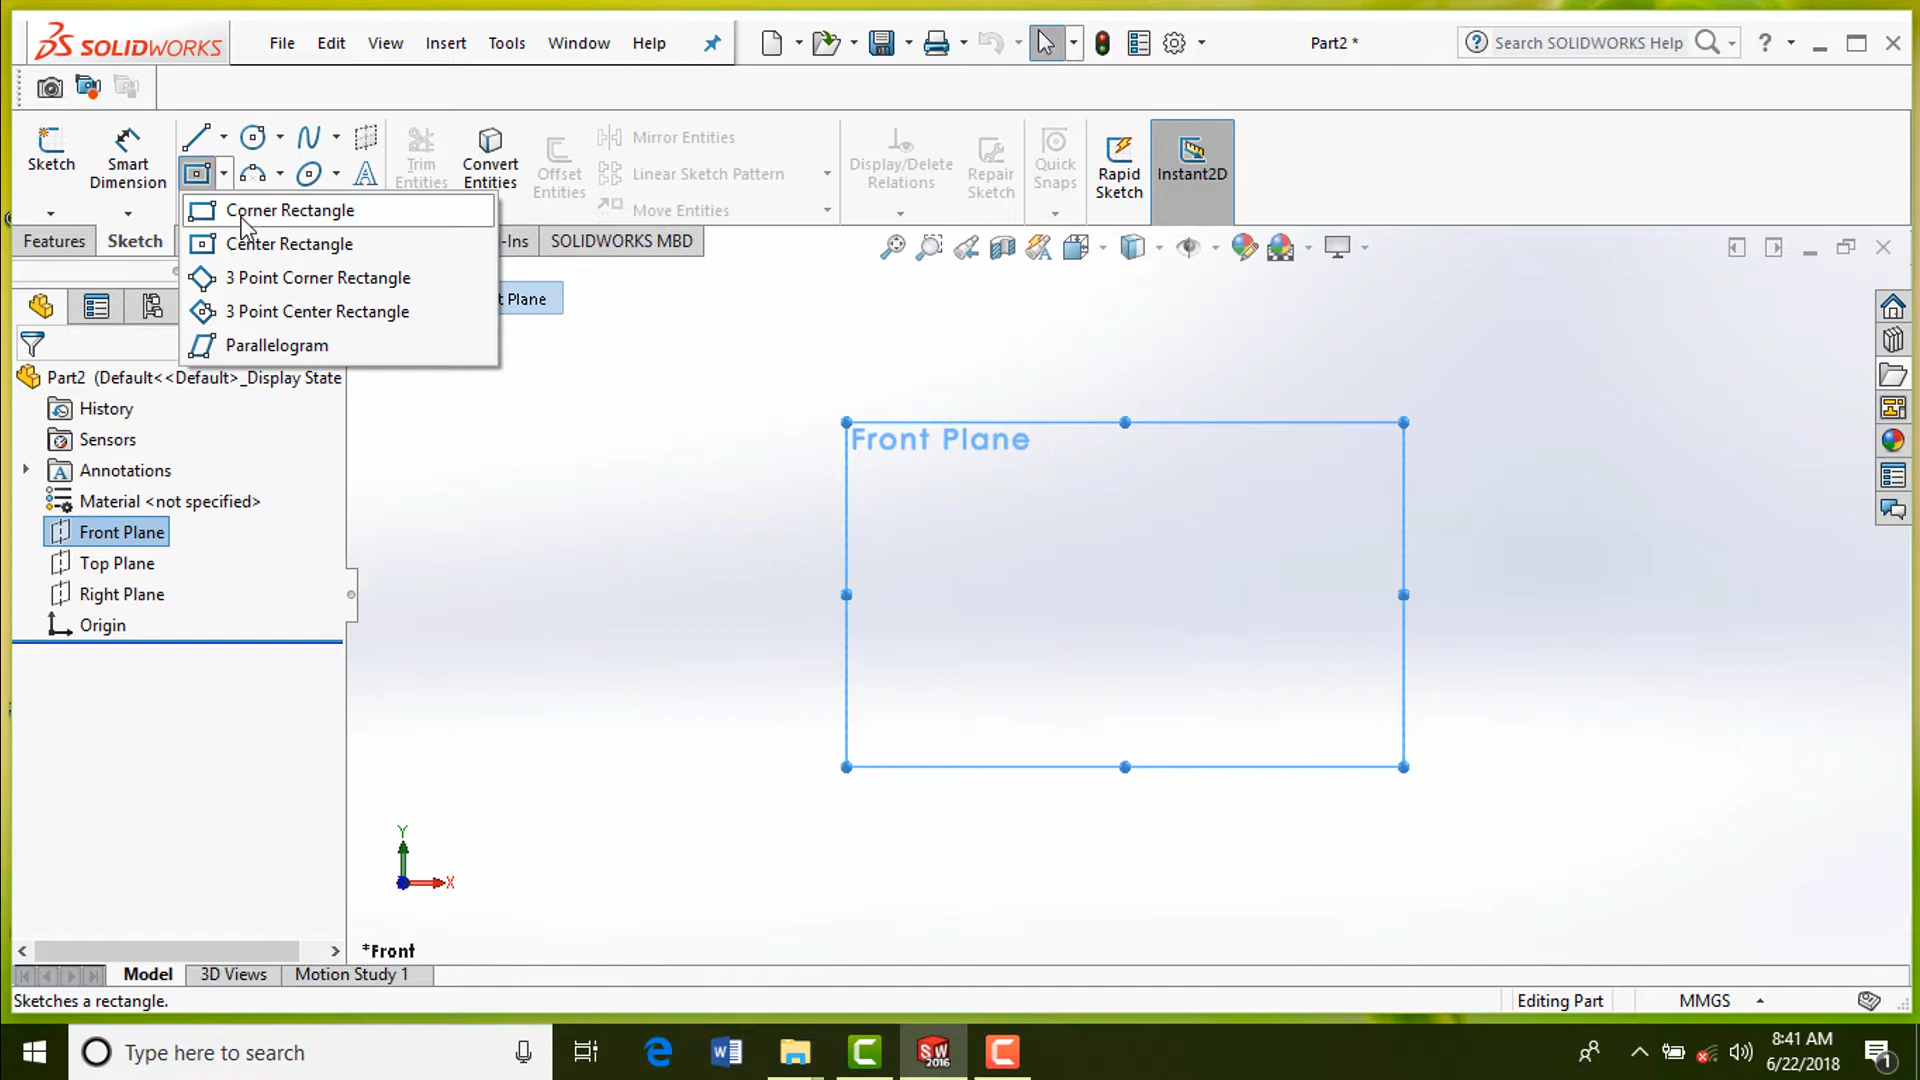 SOLIDWORKS
File Edit View Insert Tools Window Help
Part2 *
Search SOLIDWORKS Help
?
Sketch
Smart Dimension
Trim Entities
Convert Entities
Offset Entities
Mirror Entities
Linear Sketch Pattern
Move Entities
Display/Delete Relations
Repair Sketch
Quick Snaps
Rapid Sketch
Instant2D
Corner Rectangle
Center Rectangle
3 Point Corner Rectangle
3 Point Center Rectangle
Parallelogram
Features Sketch -Ins SOLIDWORKS MBD
t Plane
Part2 (Default<<Default>_Display State
History
Sensors
Annotations
Material <not specified>
Front Plane
Top Plane
Right Plane
Origin
Front Plane
Y
X
*Front
Model 3D Views Motion Study 1
Sketches a rectangle.
Editing Part
MMGS
Type here to search
SW
2016
8:41 AM
6/22/2018
1